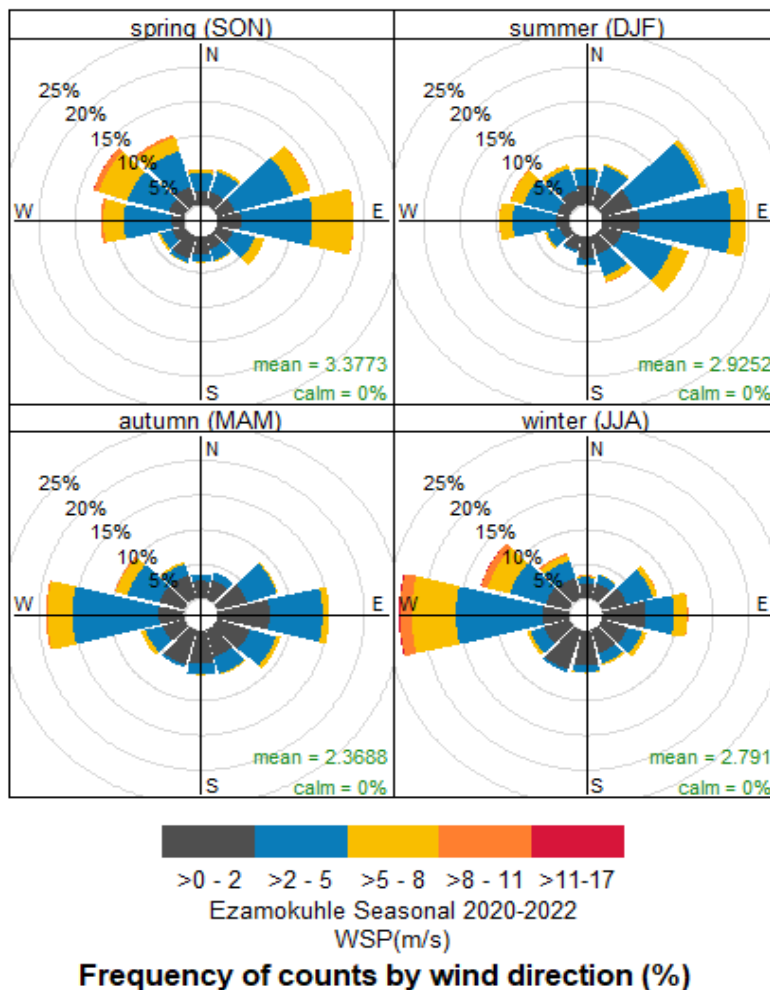 spring (SON)
N
25%
20%
15%
10%
5%
W
E
mean = 3.3773
calm = 0%
S
summer (DJF)
N
25%
20%
15%
10%
5%
W
E
mean = 2.9252
calm = 0%
S
autumn (MAM)
N
25%
20%
15%
10%
5%
W
E
mean = 2.3688
calm = 0%
S
winter (JJA)
N
25%
20%
15%
10%
5%
W
E
mean = 2.791
calm = 0%
S
>0 - 2 >2 - 5 >5 - 8 >8 - 11 >11-17
Ezamokuhle Seasonal 2020-2022
WSP(m/s)
Frequency of counts by wind direction (%)